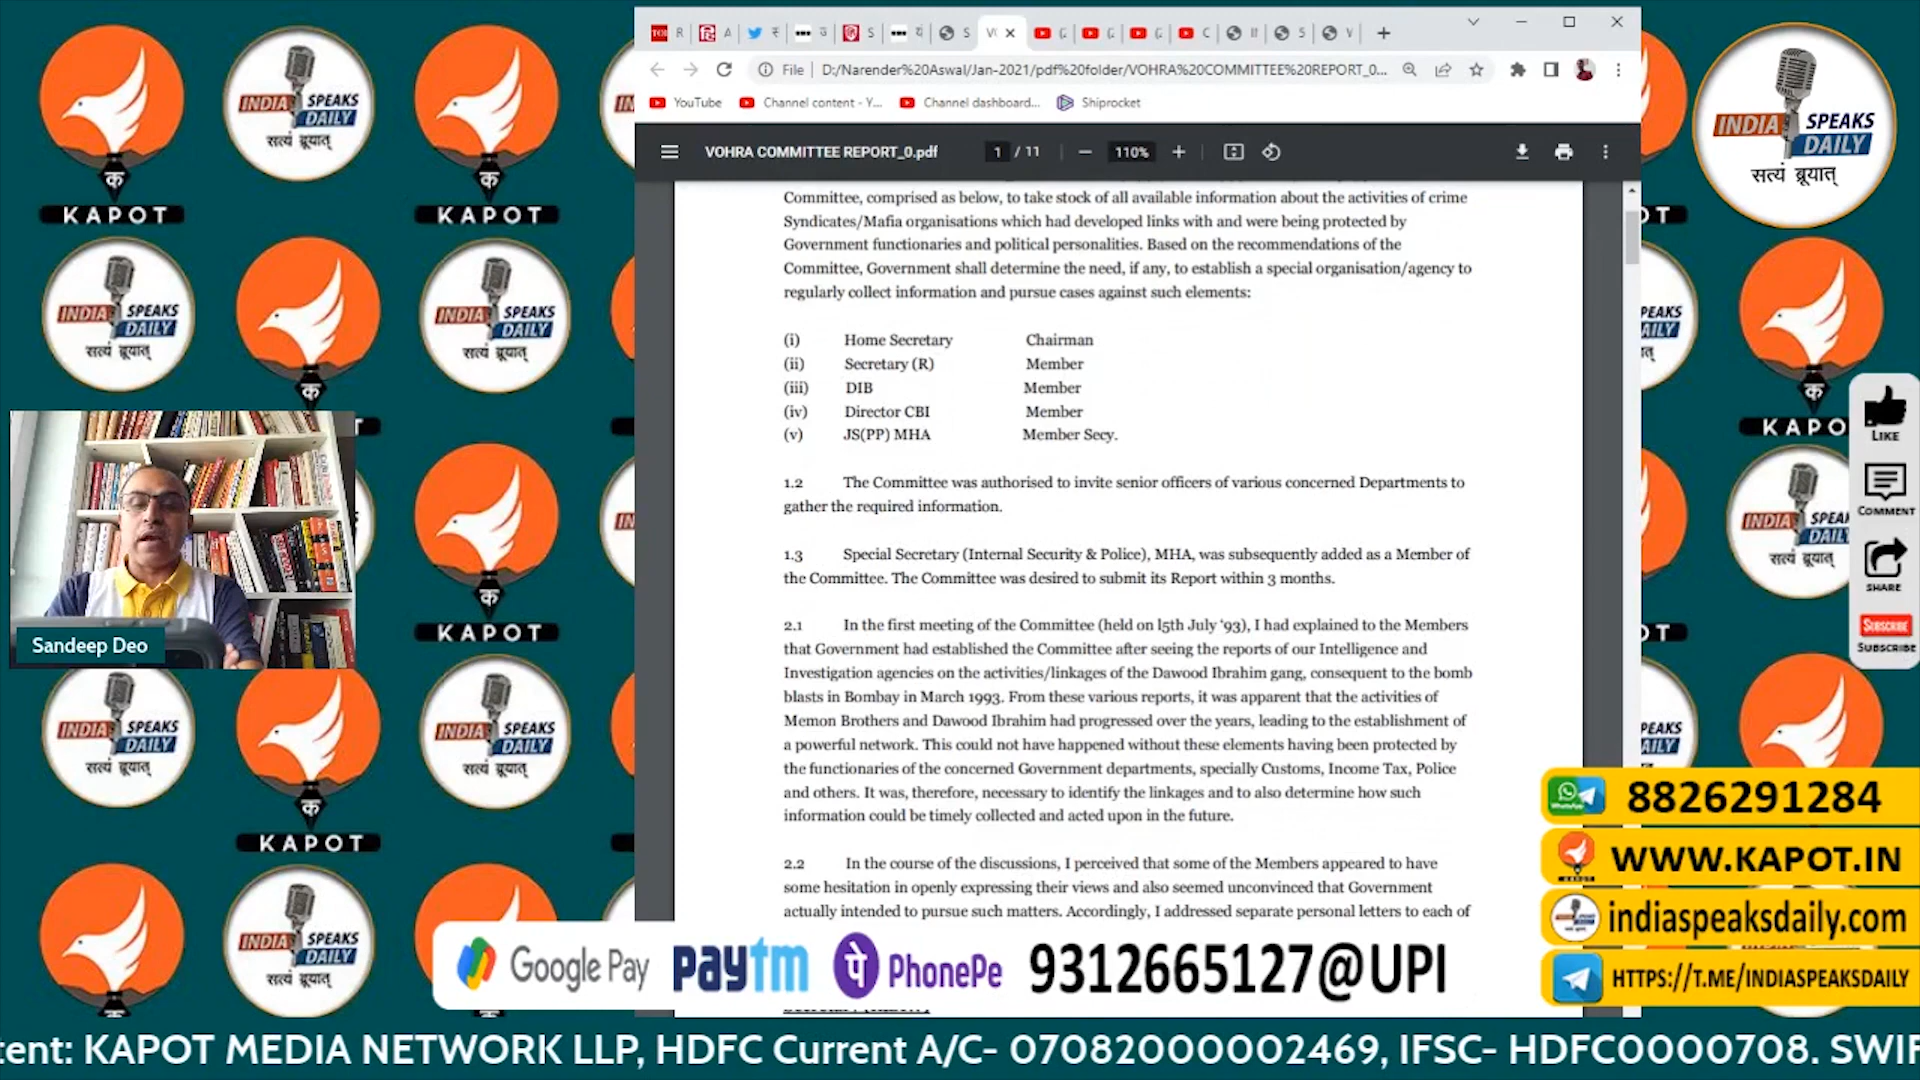 VOHRA COMMITTEE REPORT_0.pdf
File D:/Narender%20Aswal/Jan-2021/pdf%20folder/VOHRA%20COMMITTEE%20REPORT_0...
YouTube Channel content - Y... Channel dashboard... Shiprocket
1 / 11 110%
Committee, comprised as below, to take stock of all available information about the activities of crime
Syndicates/Mafia organisations which had developed links with and were being protected by
Government functionaries and political personalities. Based on the recommendations of the
Committee, Government shall determine the need, if any, to establish a special organisation/agency to
regularly collect information and pursue cases against such elements:
(i) Home Secretary Chairman
(ii) Secretary (R) Member
(iii) DIB Member
(iv) Director CBI Member
(v) JS(PP) MHA Member Secy.
1.2 The Committee was authorised to invite senior officers of various concerned Departments to
gather the required information.
1.3 Special Secretary (Internal Security & Police), MHA, was subsequently added as a Member of
the Committee. The Committee was desired to submit its Report within 3 months.
2.1 In the first meeting of the Committee (held on l5th July '93), I had explained to the Members
that Government had established the Committee after seeing the reports of our Intelligence and
Investigation agencies on the activities/linkages of the Dawood Ibrahim gang, consequent to the bomb
blasts in Bombay in March 1993. From these various reports, it was apparent that the activities of
Memon Brothers and Dawood Ibrahim had progressed over the years, leading to the establishment of
a powerful network. This could not have happened without these elements having been protected by
the functionaries of the concerned Government departments, specially Customs, Income Tax, Police
and others. It was, therefore, necessary to identify the linkages and to also determine how such
information could be timely collected and acted upon in the future.
2.2 In the course of the discussions, I perceived that some of the Members appeared to have
some hesitation in openly expressing their views and also seemed unconvinced that Government
actually intended to pursue such matters. Accordingly, I addressed separate personal letters to each of
Sandeep Deo
KAPOT
INDIA SPEAKS DAILY
सत्यं ब्रूयात्
LIKE
COMMENT
SHARE
SUBSCRIBE
SUBSCRIBE
8826291284
WWW.KAPOT.IN
indiaspeaksdaily.com
HTTPS://T.ME/INDIASPEAKSDAILY
Google Pay paytm PhonePe 9312665127@UPI
ent: KAPOT MEDIA NETWORK LLP, HDFC Current A/C- 07082000002469, IFSC- HDFC0000708. SWIF